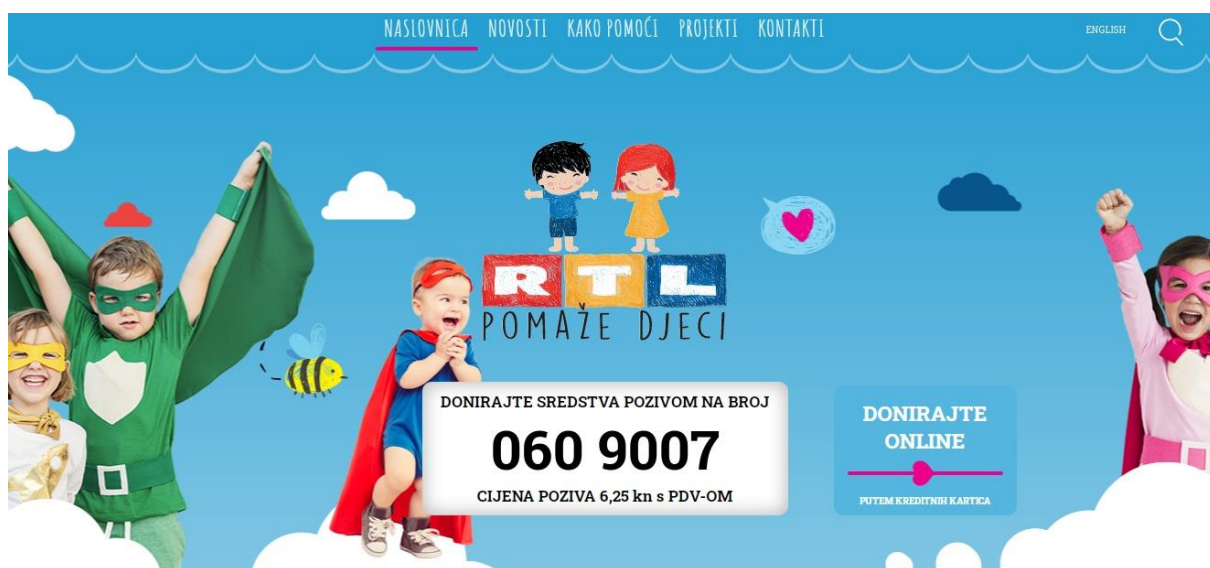 NASLOVNICA NOVOSTI KAKO POMOĆI PROJEKTI KONTAKTI
ENGLISH
RTL
POMAŽE DJECI
DONIRAJTE SREDSTVA POZIVOM NA BROJ
060 9007
CIJENA POZIVA 6,25 kn s PDV-OM
DONIRAJTE
ONLINE
PUTEM KREDITNIH KARTICA